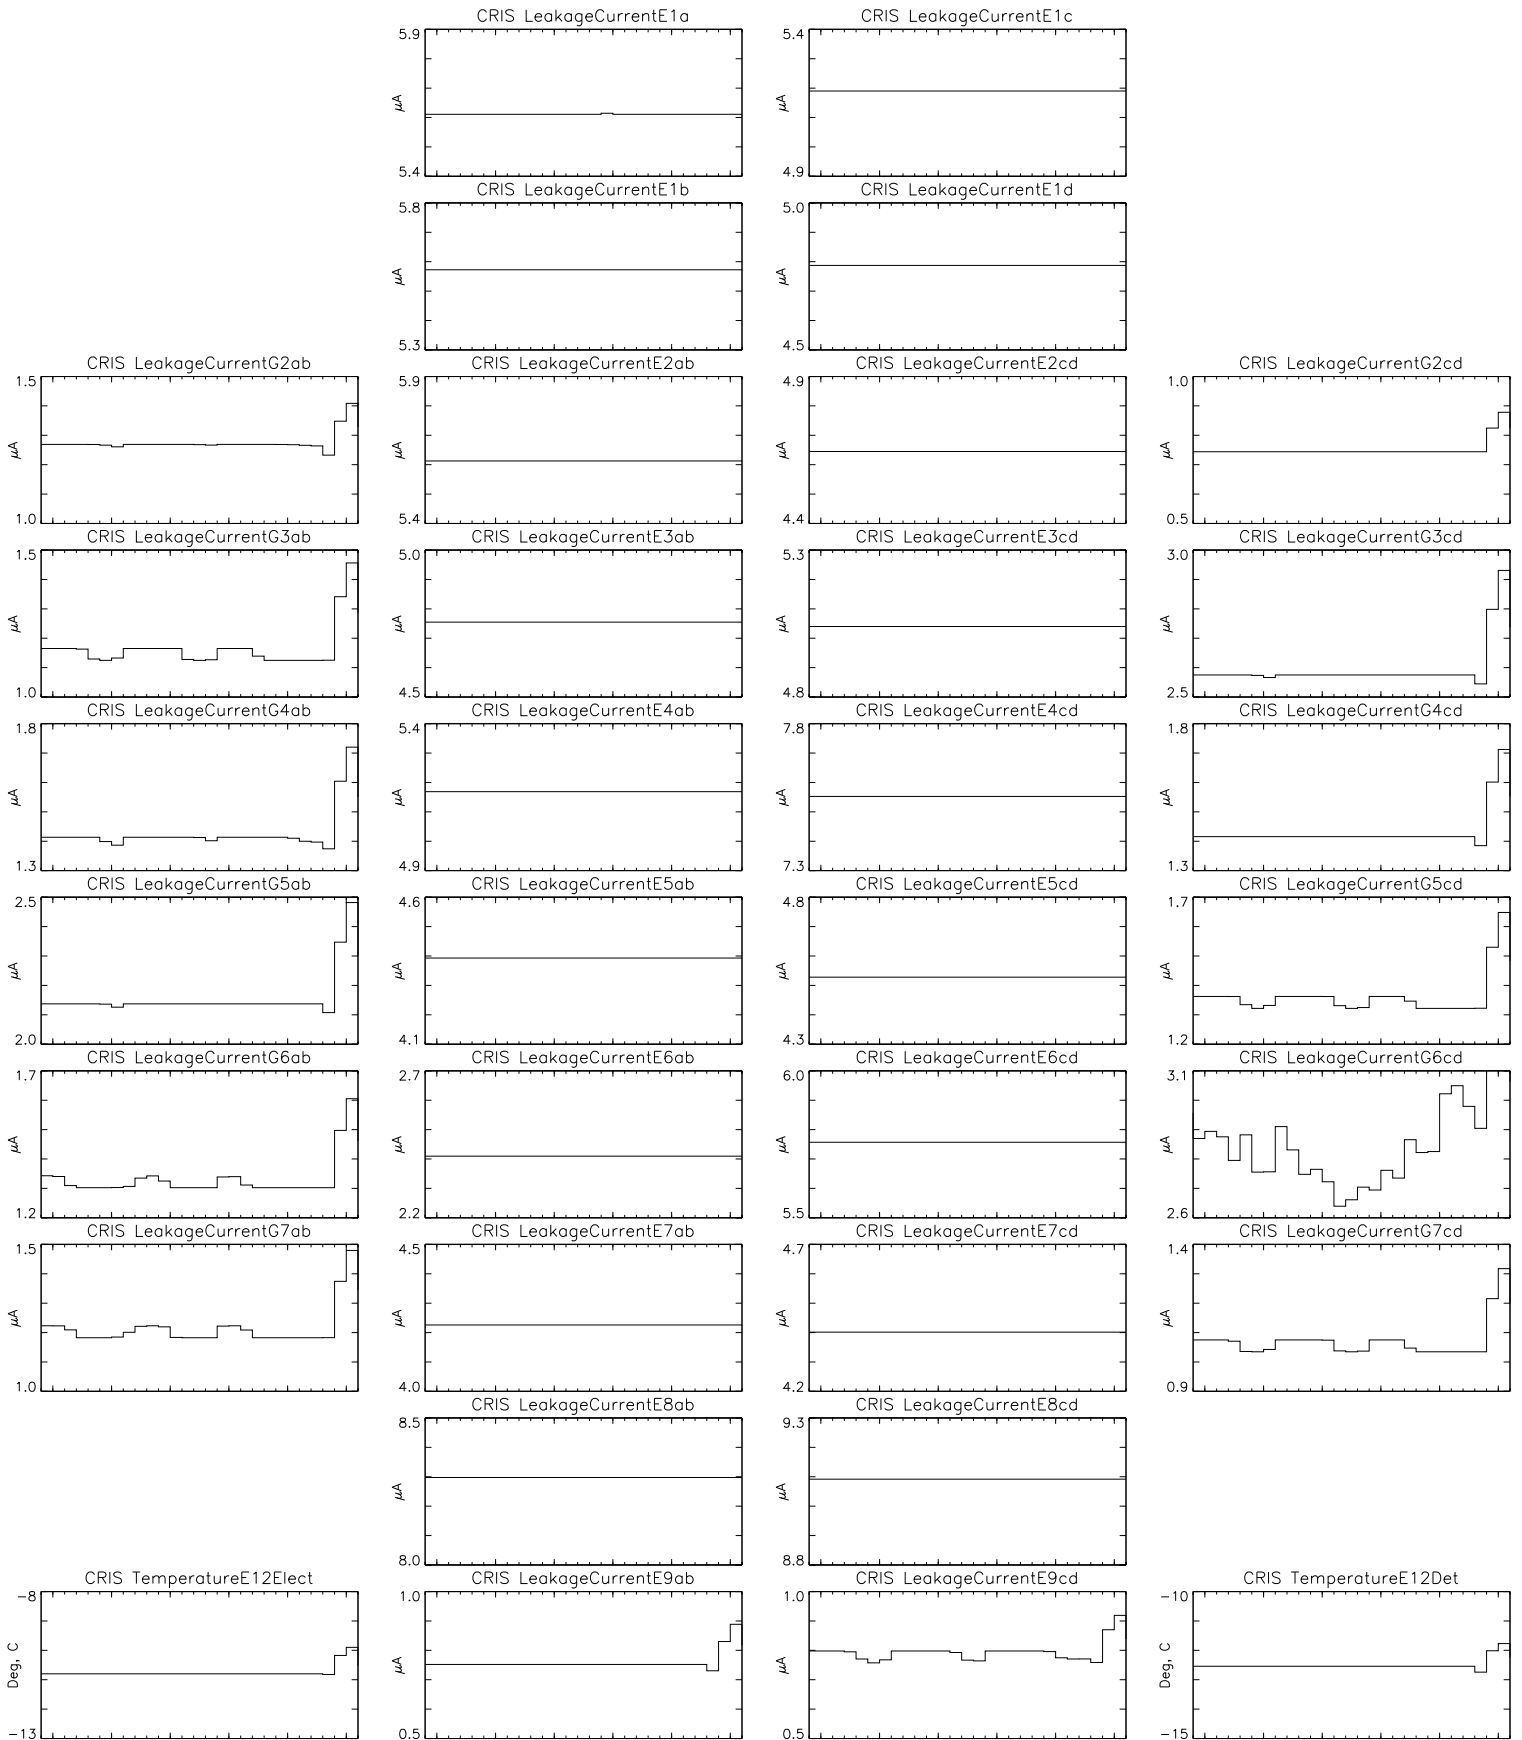 CRIS LeakageCurrentE1a
5.9
μA
5.4
CRIS LeakageCurrentE1c
5.4
μA
4.9
CRIS LeakageCurrentE1b
5.8
μA
5.3
CRIS LeakageCurrentE1d
5.0
μA
4.5
CRIS LeakageCurrentG2ab
1.5
μA
1.0
CRIS LeakageCurrentE2ab
5.9
μA
5.4
CRIS LeakageCurrentE2cd
4.9
μA
4.4
CRIS LeakageCurrentG2cd
1.0
μA
0.5
CRIS LeakageCurrentG3ab
1.5
μA
1.0
CRIS LeakageCurrentE3ab
5.0
μA
4.5
CRIS LeakageCurrentE3cd
5.3
μA
4.8
CRIS LeakageCurrentG3cd
3.0
μA
2.5
CRIS LeakageCurrentG4ab
1.8
μA
1.3
CRIS LeakageCurrentE4ab
5.4
μA
4.9
CRIS LeakageCurrentE4cd
7.8
μA
7.3
CRIS LeakageCurrentG4cd
1.8
μA
1.3
CRIS LeakageCurrentG5ab
2.5
μA
2.0
CRIS LeakageCurrentE5ab
4.6
μA
4.1
CRIS LeakageCurrentE5cd
4.8
μA
4.3
CRIS LeakageCurrentG5cd
1.7
μA
1.2
CRIS LeakageCurrentG6ab
1.7
μA
1.2
CRIS LeakageCurrentE6ab
2.7
μA
2.2
CRIS LeakageCurrentE6cd
6.0
μA
5.5
CRIS LeakageCurrentG6cd
3.1
μA
2.6
CRIS LeakageCurrentG7ab
1.5
μA
1.0
CRIS LeakageCurrentE7ab
4.5
μA
4.0
CRIS LeakageCurrentE7cd
4.7
μA
4.2
CRIS LeakageCurrentG7cd
1.4
μA
0.9
CRIS LeakageCurrentE8ab
8.5
μA
8.0
CRIS LeakageCurrentE8cd
9.3
μA
8.8
CRIS TemperatureE12Elect
-8
Deg, C
-13
CRIS LeakageCurrentE9ab
1.0
μA
0.5
CRIS LeakageCurrentE9cd
1.0
μA
0.5
CRIS TemperatureE12Det
-10
Deg, C
-15